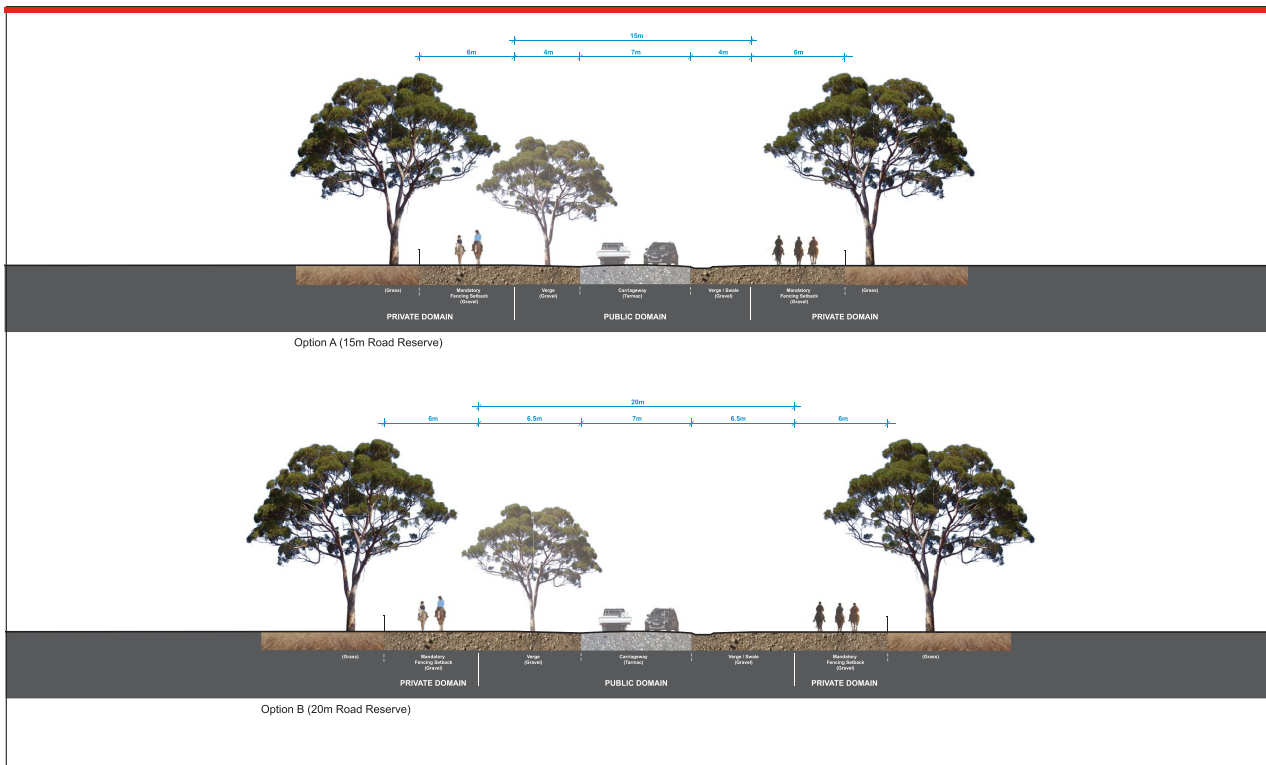 15m
6m 4m 7m 4m 6m
(Grass) Mandatory Verge Carriageway Verge / Swale Mandatory (Grass)
Fencing Setback (Gravel) (Tarmac) (Gravel) Fencing Setback
(Gravel) (Gravel)
PRIVATE DOMAIN PUBLIC DOMAIN PRIVATE DOMAIN
Option A (15m Road Reserve)
20m
6m 6.5m 7m 6.5m 6m
(Grass) Mandatory Verge Carriageway Verge / Swale Mandatory (Grass)
Fencing Setback (Gravel) (Tarmac) (Gravel) Fencing Setback
(Gravel) (Gravel)
PRIVATE DOMAIN PUBLIC DOMAIN PRIVATE DOMAIN
Option B (20m Road Reserve)